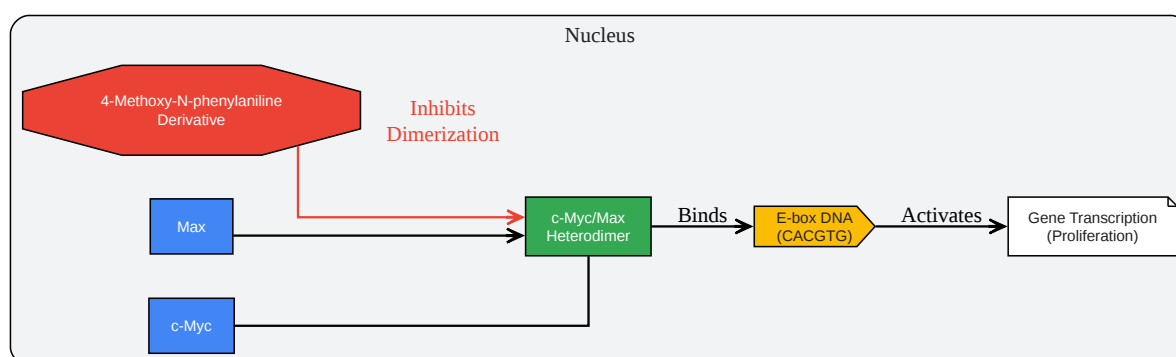 Nucleus
4-Methoxy-N-phenylaniline
Derivative
Inhibits
Dimerization
Max
c-Myc/Max
Heterodimer
Binds
E-box DNA
(CACGTG)
Activates
Gene Transcription
(Proliferation)
c-Myc